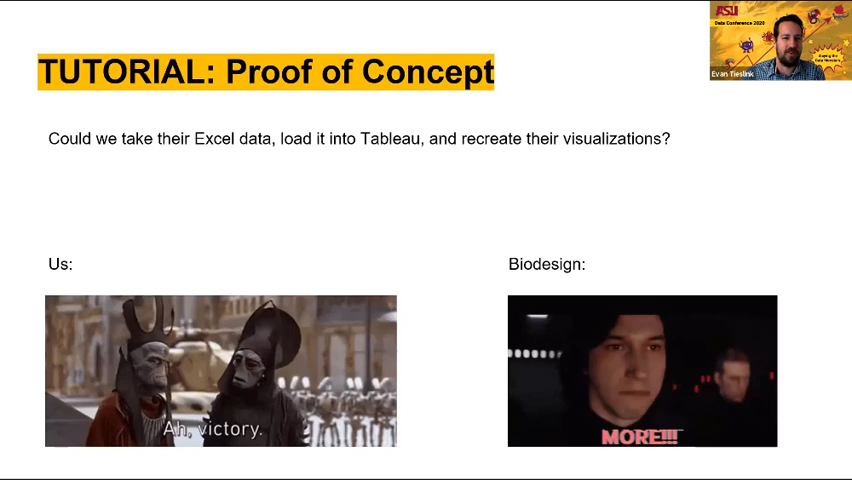 ASU
Data Conference 2020
Evan Tieslink
TUTORIAL: Proof of Concept
Could we take their Excel data, load it into Tableau, and recreate their visualizations?
Us:
Biodesign:
Ah, victory.
MORE!!!